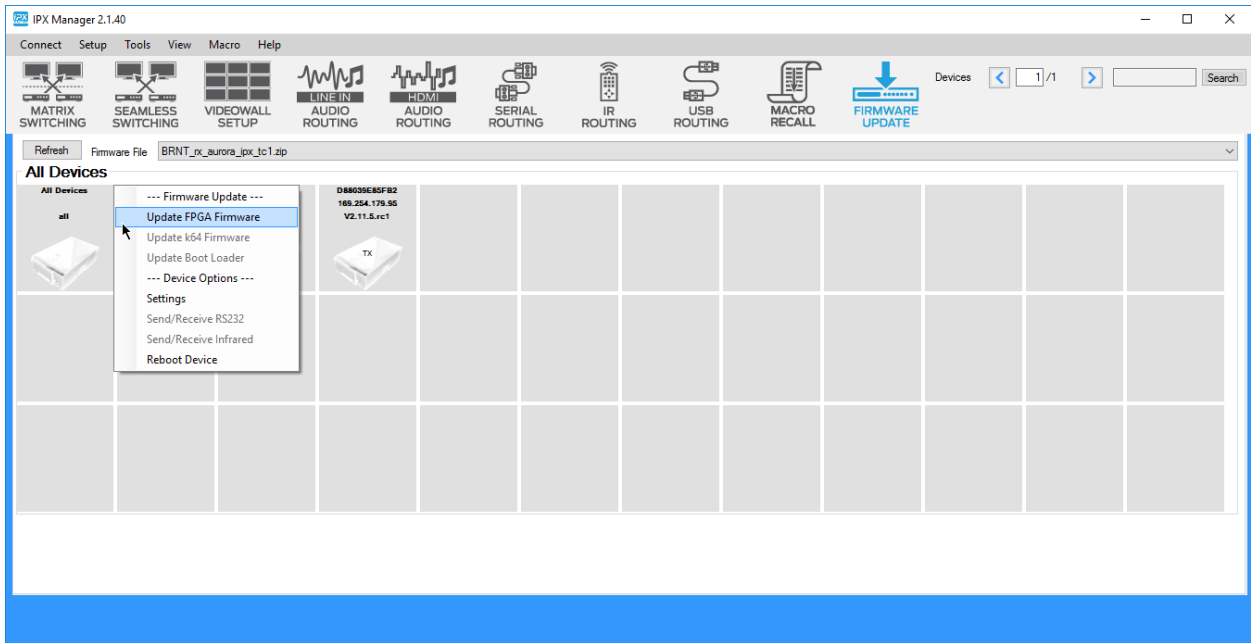 IPX Manager 2.1.40
Connect Setup Tools View Macro Help
MATRIX SWITCHING
SEAMLESS SWITCHING
VIDEOWALL SETUP
LINE IN AUDIO ROUTING
HDMI AUDIO ROUTING
SERIAL ROUTING
IR ROUTING
USB ROUTING
MACRO RECALL
FIRMWARE UPDATE
Devices 1 /1 Search
Refresh Firmware File BRNT_rx_aurora_ipx_tc1.zip
All Devices
All Devices
all
--- Firmware Update ---
Update FPGA Firmware
Update k64 Firmware
Update Boot Loader
--- Device Options ---
Settings
Send/Receive RS232
Send/Receive Infrared
Reboot Device
D88039E85FB2
169.254.179.95
V2.11.5.rc1
TX